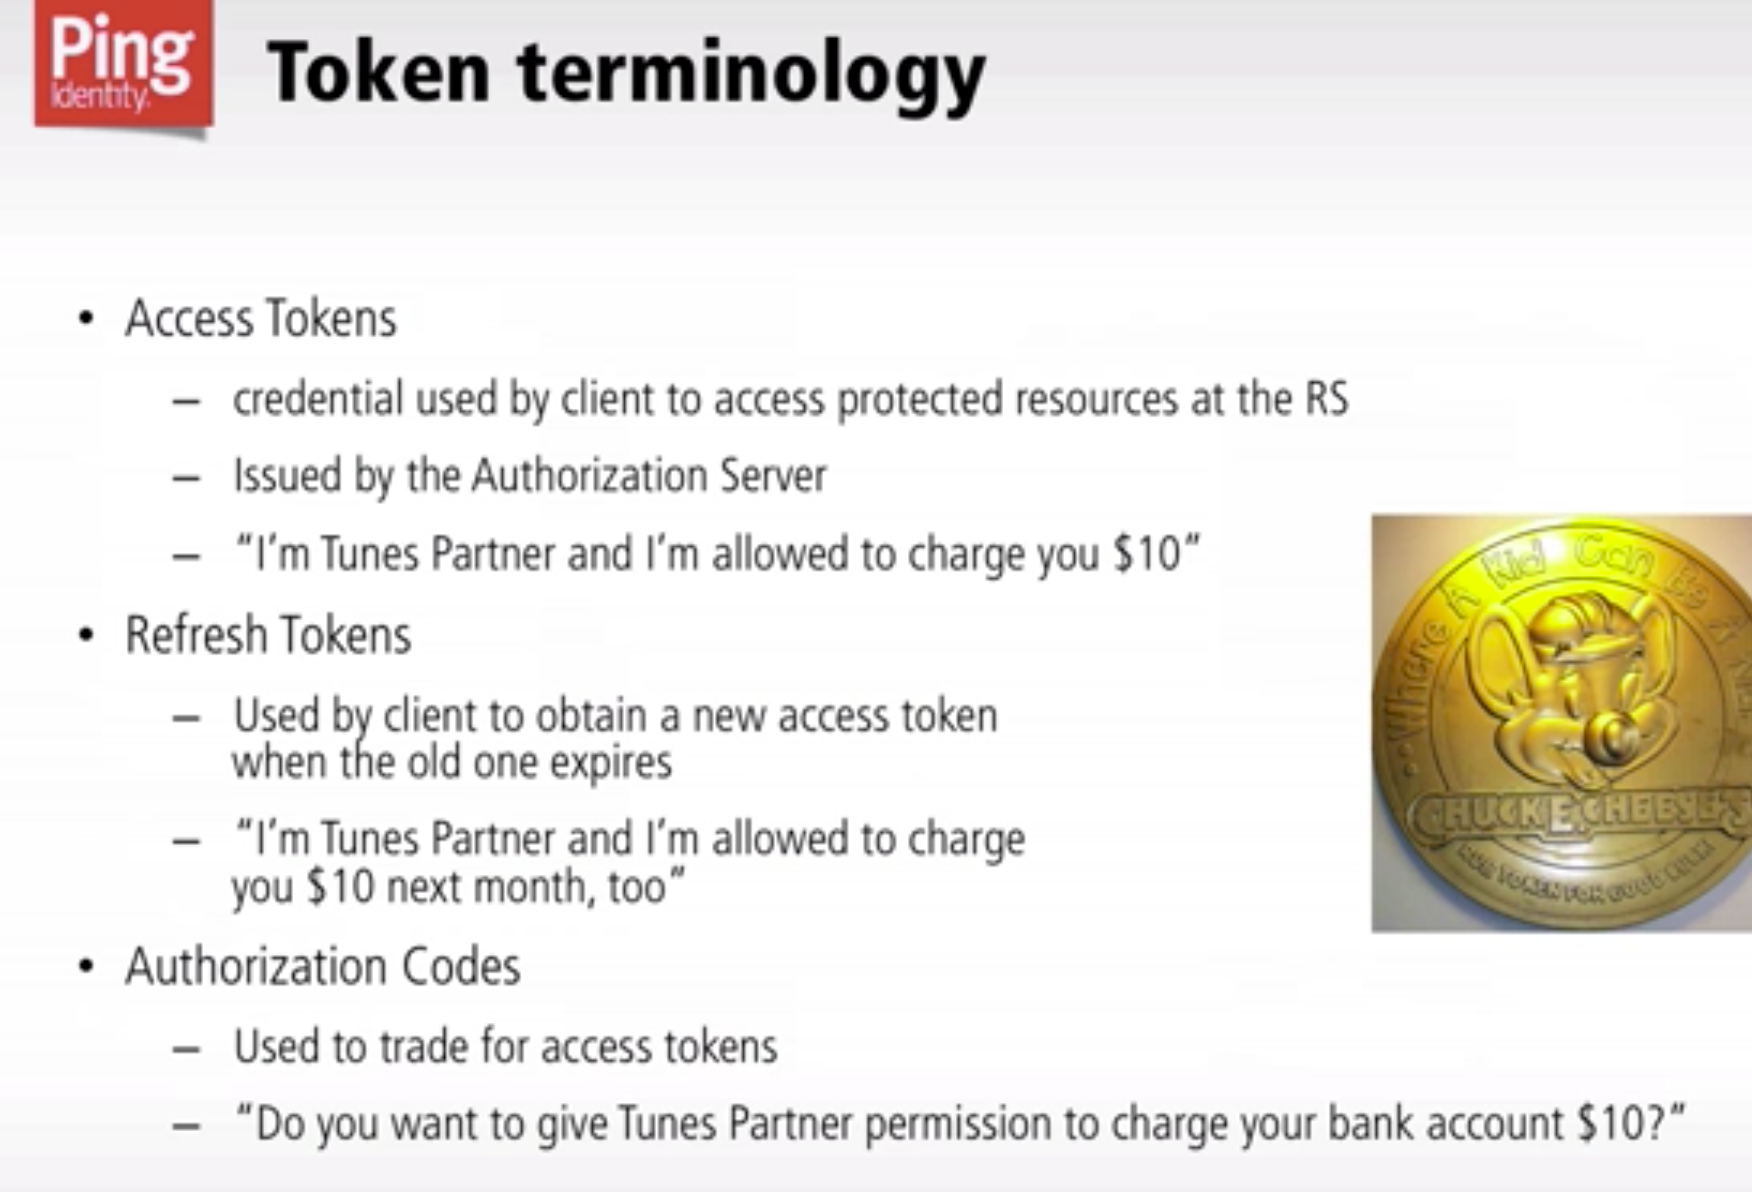 Ping
Identity.
Token terminology
• Access Tokens
– credential used by client to access protected resources at the RS
– Issued by the Authorization Server
– “I’m Tunes Partner and I’m allowed to charge you $10”
• Refresh Tokens
– Used by client to obtain a new access token
when the old one expires
– “I’m Tunes Partner and I’m allowed to charge
you $10 next month, too”
• Authorization Codes
– Used to trade for access tokens
– “Do you want to give Tunes Partner permission to charge your bank account $10?”
Where A Kid Can Be
CHUCK E. CHEESE'S
TOKEN FOR GOOD